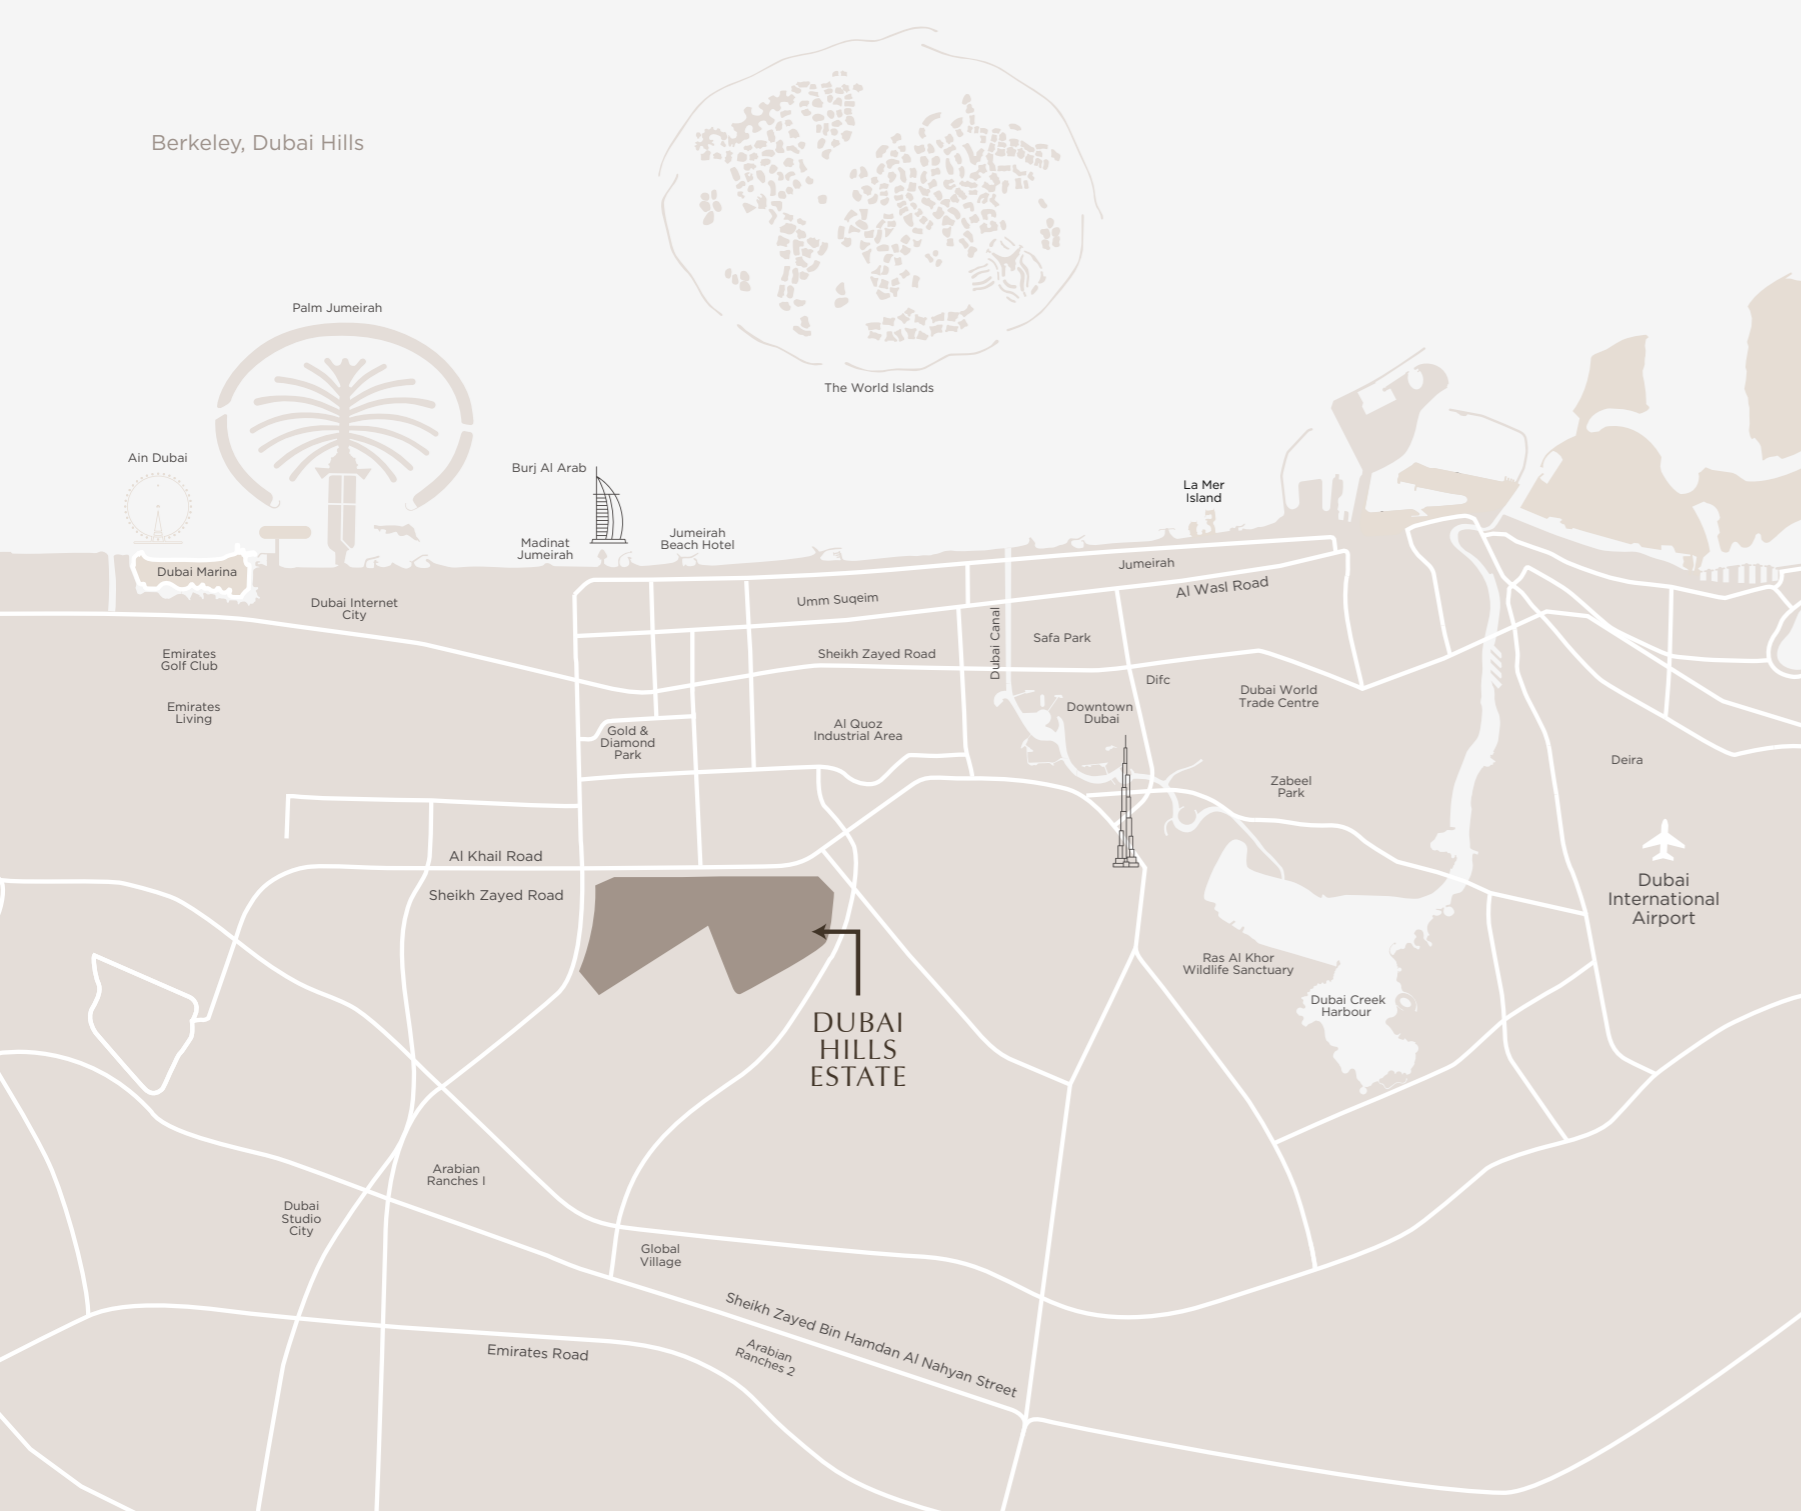 Berkeley, Dubai Hills
Palm Jumeirah
The World Islands
Ain Dubai
Burj Al Arab
La Mer
Island
Madinat
Jumeirah
Jumeirah
Beach Hotel
Dubai Marina
Jumeirah
Al Wasl Road
Dubai Internet
City
Umm Suqeim
Dubai Canal
Safa Park
Emirates
Golf Club
Sheikh Zayed Road
Difc
Dubai World
Trade Centre
Emirates
Living
Downtown
Dubai
Gold &
Diamond
Park
Al Quoz
Industrial Area
Deira
Zabeel
Park
Al Khail Road
Sheikh Zayed Road
Dubai
International
Airport
Ras Al Khor
Wildlife Sanctuary
Dubai Creek
Harbour
DUBAI
HILLS
ESTATE
Arabian
Ranches I
Dubai
Studio
City
Global
Village
Sheikh Zayed Bin Hamdan Al Nahyan Street
Emirates Road
Arabian
Ranches 2